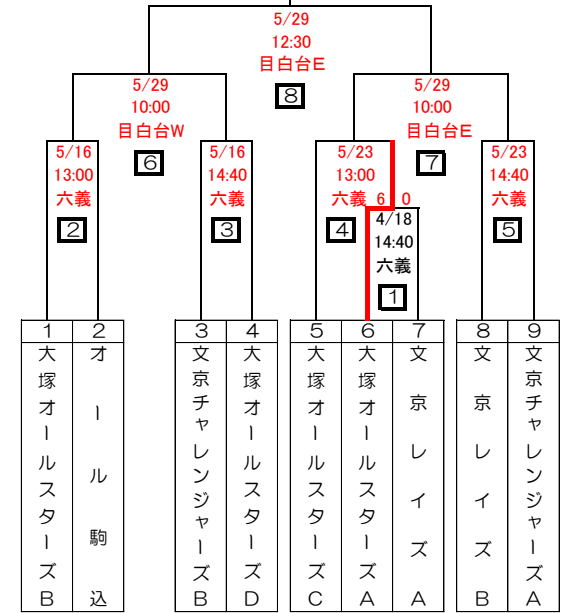 5/29
12:30
目白台E
8
5/29
10:00
目白台W
6
5/29
10:00
目白台E
7
5/16
13:00
六義
2
5/16
14:40
六義
3
5/23
13:00
六義 6 0
4
5/23
14:40
六義
5
4/18
14:40
六義
1
1 2 3 4 5 6 7 8 9
大塚オールスターズB
オール駒込
文京チャレンジャーズB
大塚オールスターズD
大塚オールスターズC
大塚オールスターズA
文京レイズA
文京レイズB
文京チャレンジャーズA